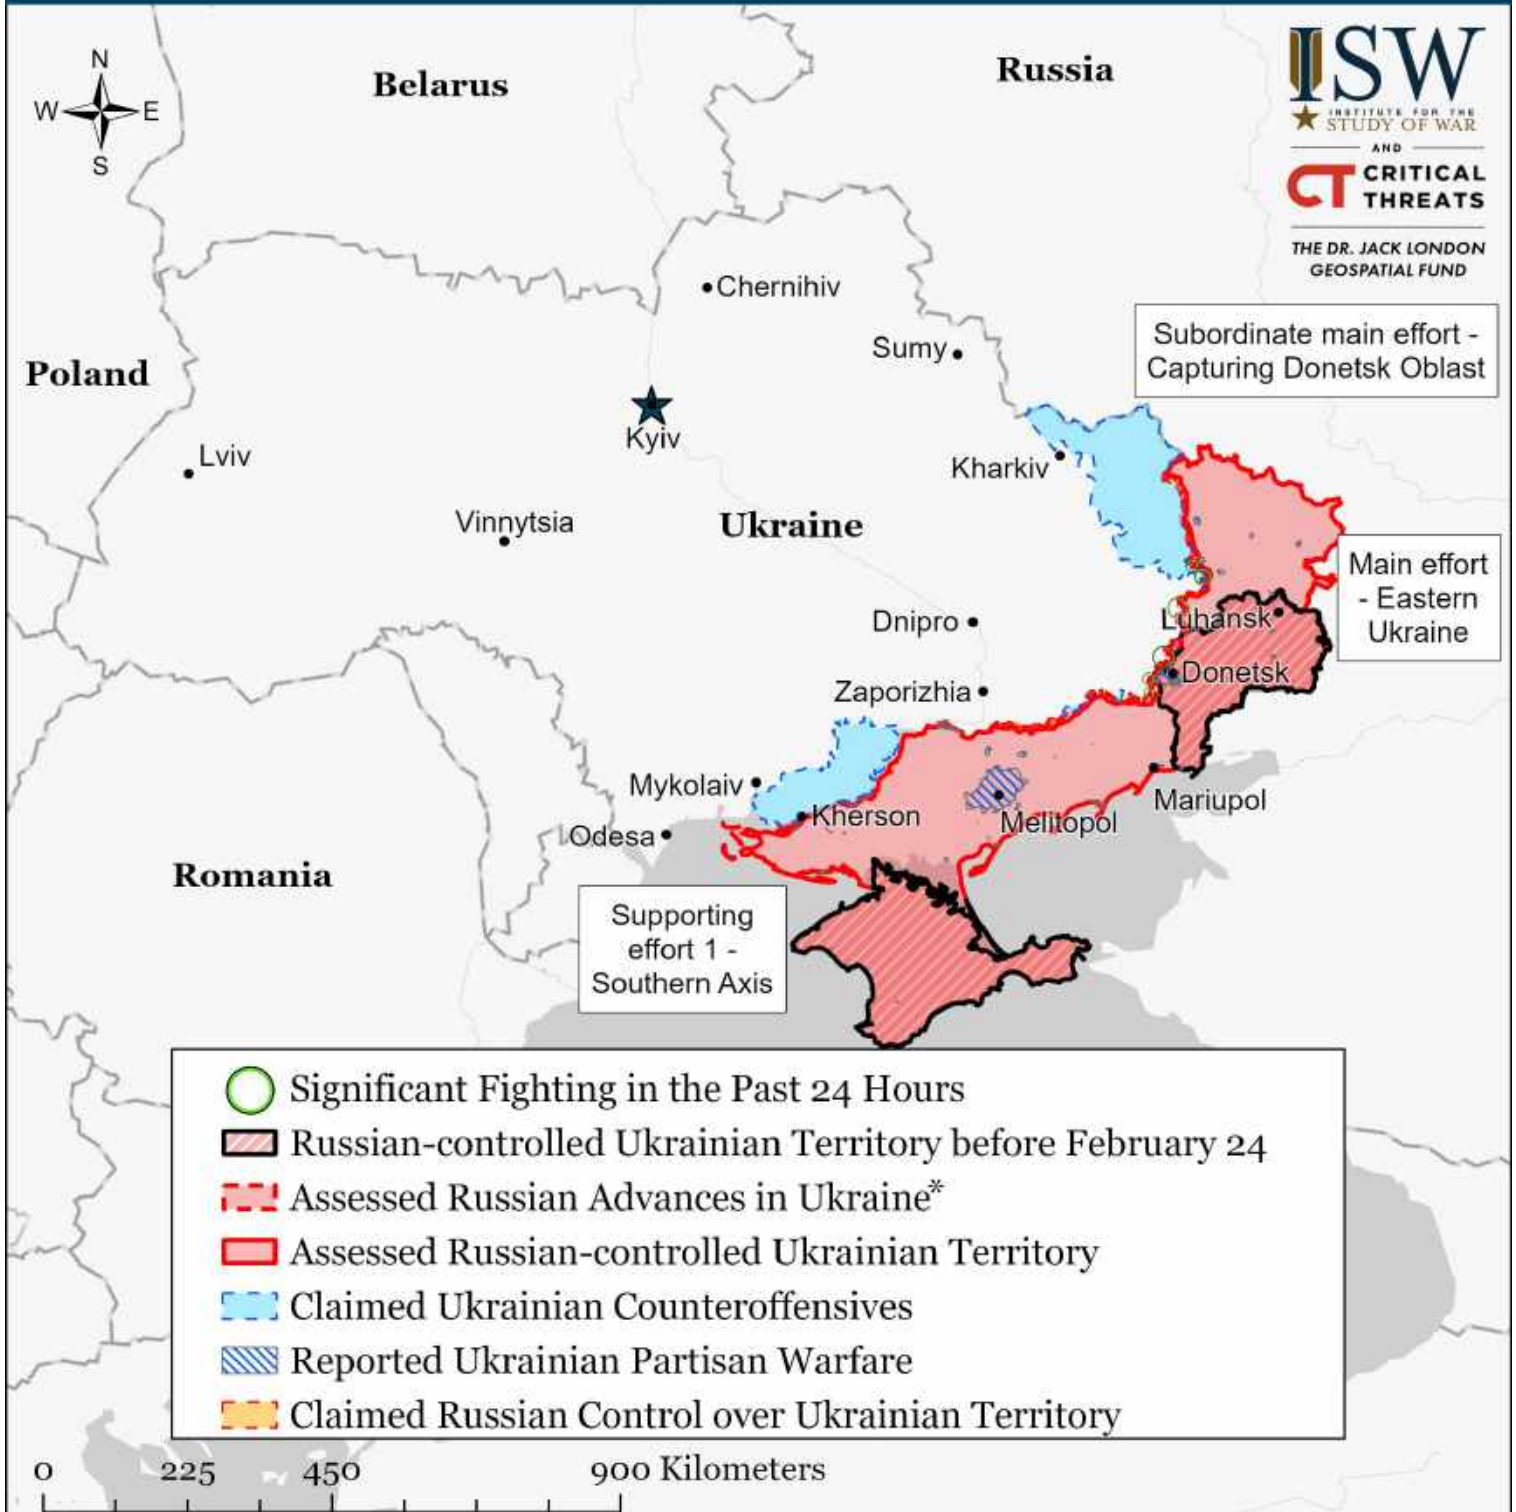 N
W E
S
Belarus
Russia
ISW
INSTITUTE FOR THE
STUDY OF WAR
AND
CT CRITICAL
THREATS
THE DR. JACK LONDON
GEOSPATIAL FUND
Chernihiv
Subordinate main effort -
Capturing Donetsk Oblast
Sumy
Poland
Kyiv
Lviv
Kharkiv
Vinnytsia
Ukraine
Main effort
- Eastern
Ukraine
Dnipro
Luhansk
Donetsk
Zaporizhia
Mykolaiv
Mariupol
Kherson
Melitopol
Odesa
Romania
Supporting
effort 1 -
Southern Axis
Significant Fighting in the Past 24 Hours
Russian-controlled Ukrainian Territory before February 24
Assessed Russian Advances in Ukraine*
Assessed Russian-controlled Ukrainian Territory
Claimed Ukrainian Counteroffensives
Reported Ukrainian Partisan Warfare
Claimed Russian Control over Ukrainian Territory
0 225 450 900 Kilometers